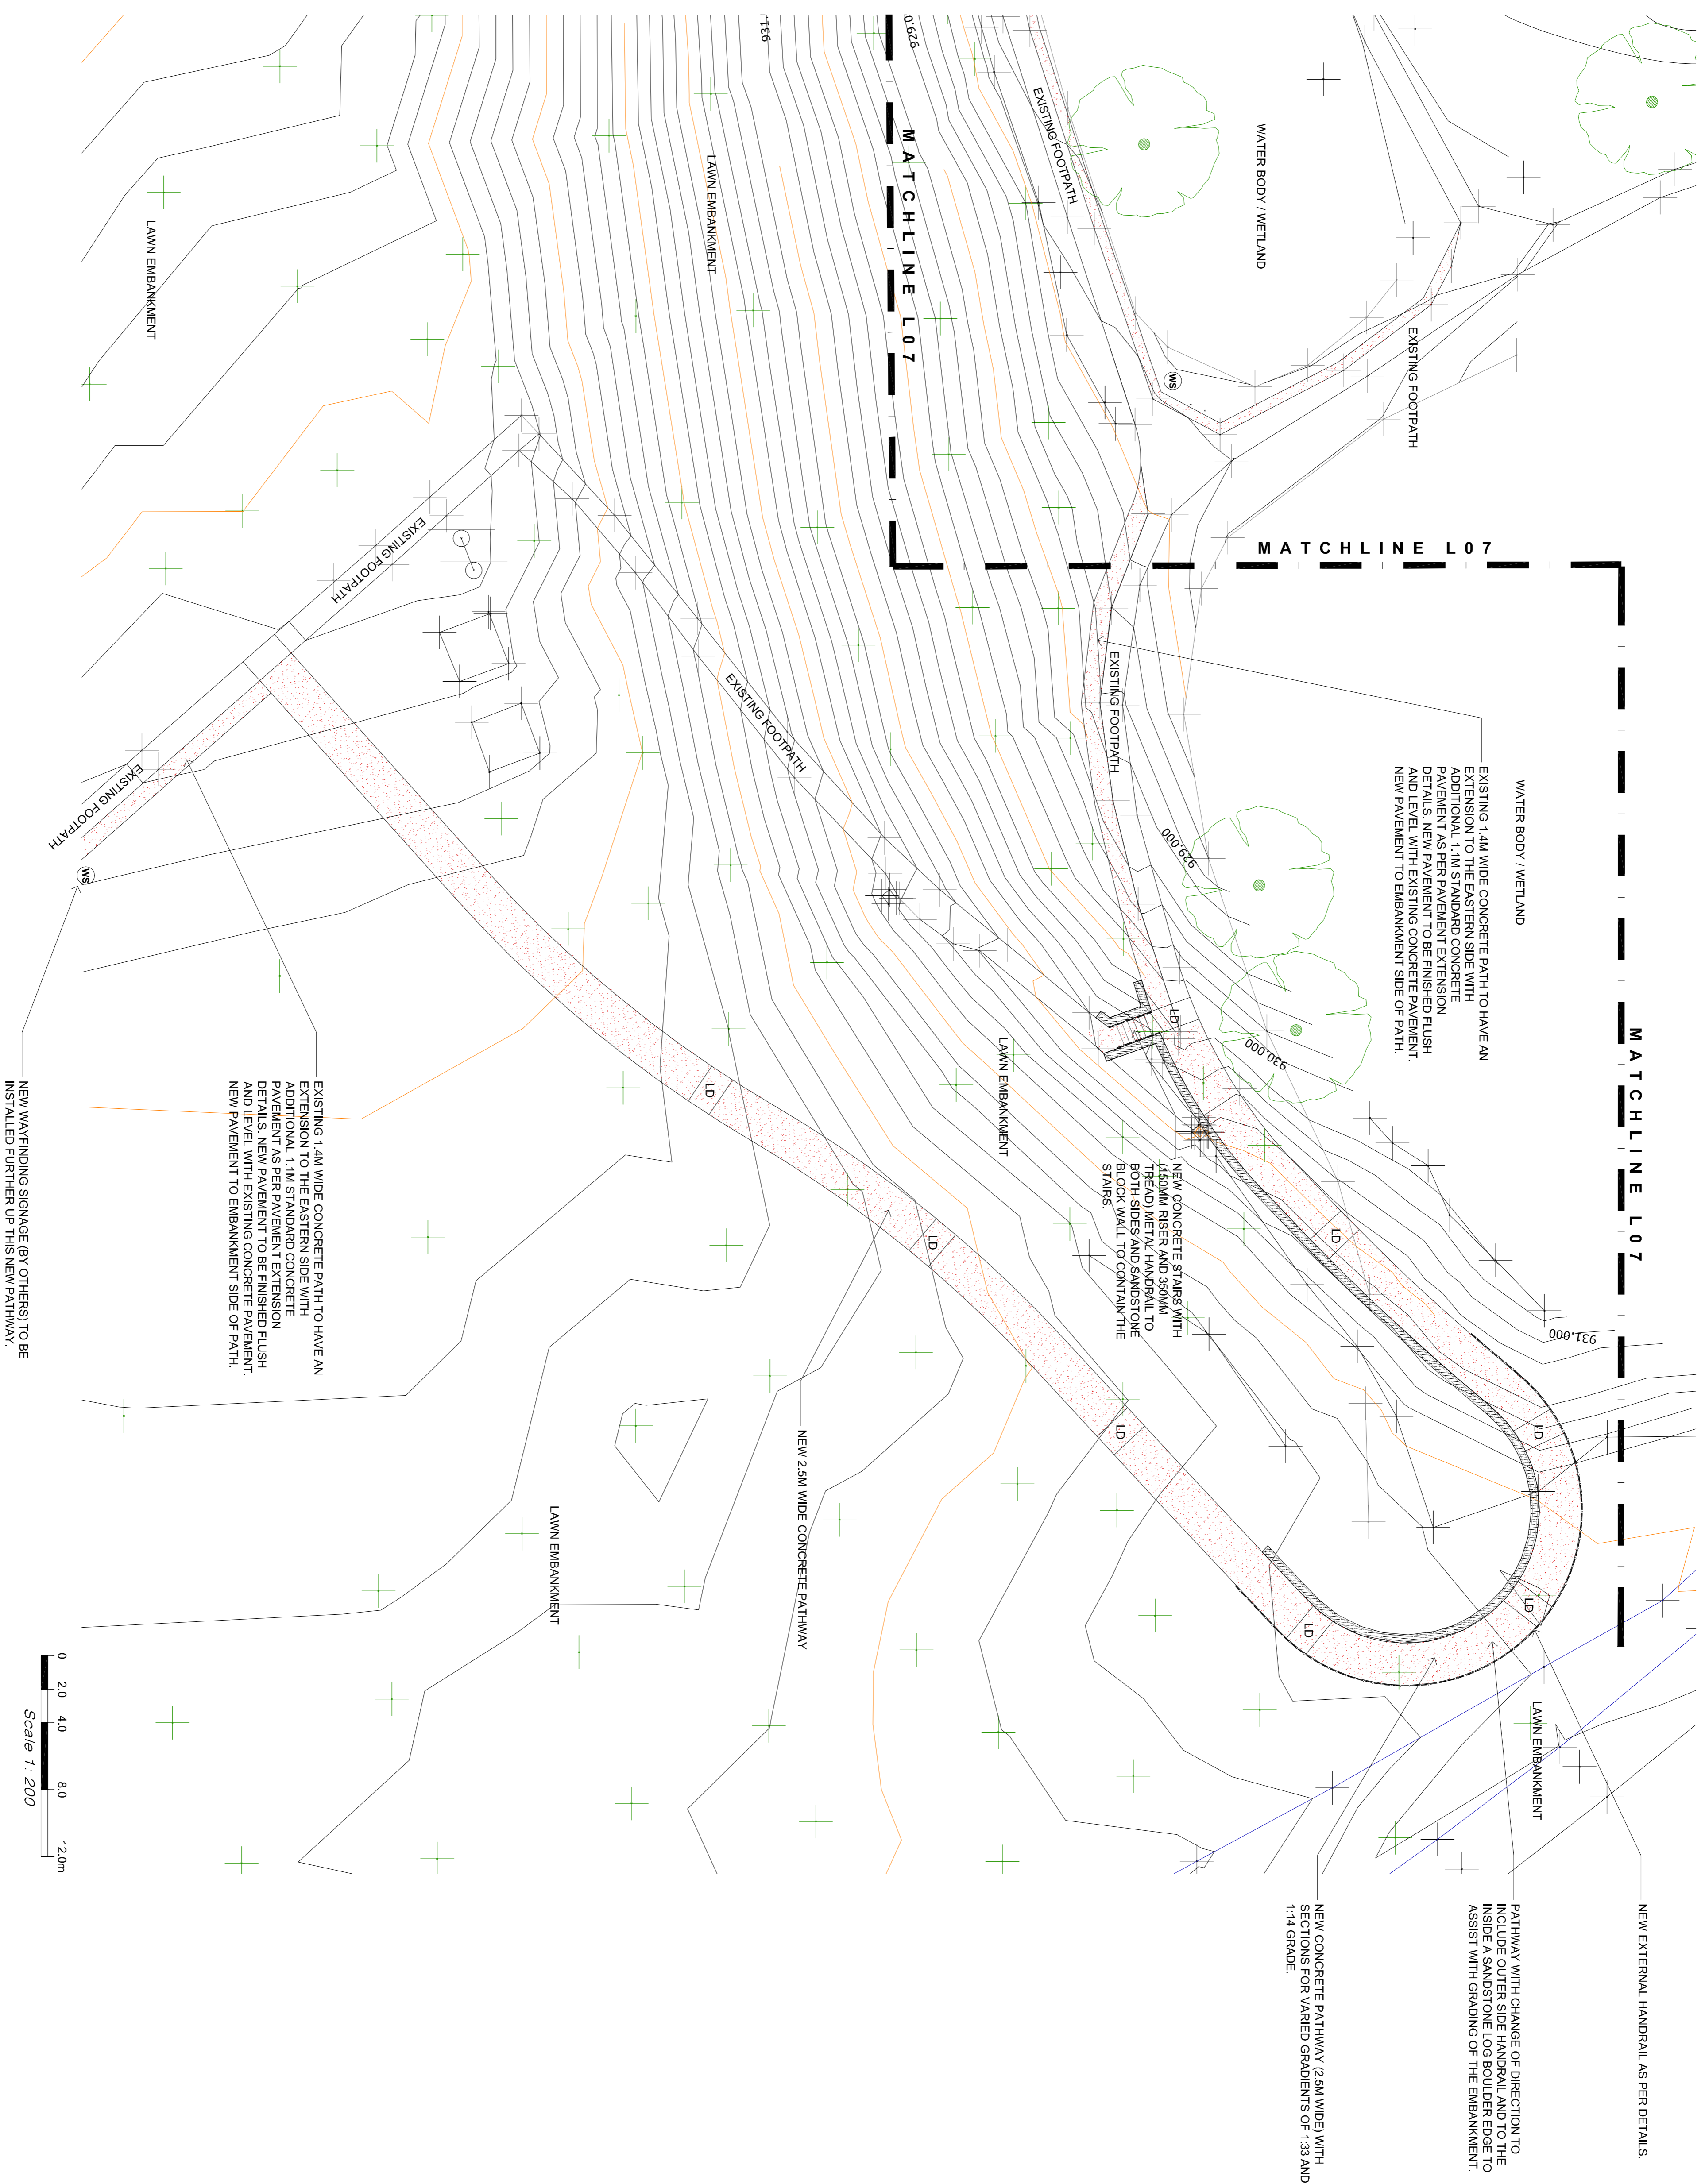 NEW EXTERNAL HANDRAIL AS PER DETAILS.
PATHWAY WITH CHANGE OF DIRECTION TO
INCLUDE OUTER SIDE HANDRAIL AND TO THE
INSIDE A SANDSTONE LOG BOULDER EDGE TO
ASSIST WITH GRADING OF THE EMBANKMENT.
NEW CONCRETE PATHWAY (2.5M WIDE) WITH
SECTIONS FOR VARIED GRADIENTS OF 1:33 AND
1:14 GRADE.
MATCHLINE L07
MATCHLINE L07
MATCHLINE L07
WATER BODY / WETLAND
WATER BODY / WETLAND
EXISTING FOOTPATH
EXISTING FOOTPATH
EXISTING FOOTPATH
WS
EXISTING 1.4M WIDE CONCRETE PATH TO HAVE AN
EXTENSION TO THE EASTERN SIDE WITH
ADDITIONAL 1.1M STANDARD CONCRETE
PAVEMENT AS PER PAVEMENT EXTENSION
DETAILS. NEW PAVEMENT TO BE FINISHED FLUSH
AND LEVEL WITH EXISTING CONCRETE PAVEMENT.
NEW PAVEMENT TO EMBANKMENT SIDE OF PATH.
929.0
931.
929.000
930.000
931.000
LD
LD
LD
LD
LD
LD
LD
LD
LAWN EMBANKMENT
LAWN EMBANKMENT
NEW CONCRETE STAIRS WITH
(150MM RISER AND 350MM
TREAD) METAL HANDRAIL TO
BOTH SIDES AND SANDSTONE
BLOCK WALL TO CONTAIN THE
STAIRS.
LAWN EMBANKMENT
EXISTING FOOTPATH
NEW 2.5M WIDE CONCRETE PATHWAY
LAWN EMBANKMENT
LAWN EMBANKMENT
EXISTING FOOTPATH
EXISTING FOOTPATH
WS
EXISTING 1.4M WIDE CONCRETE PATH TO HAVE AN
EXTENSION TO THE EASTERN SIDE WITH
ADDITIONAL 1.1M STANDARD CONCRETE
PAVEMENT AS PER PAVEMENT EXTENSION
DETAILS. NEW PAVEMENT TO BE FINISHED FLUSH
AND LEVEL WITH EXISTING CONCRETE PAVEMENT.
NEW PAVEMENT TO EMBANKMENT SIDE OF PATH.
NEW WAYFINDING SIGNAGE (BY OTHERS) TO BE
INSTALLED FURTHER UP THIS NEW PATHWAY.
0 2.0 4.0 8.0 12.0m
Scale 1: 200